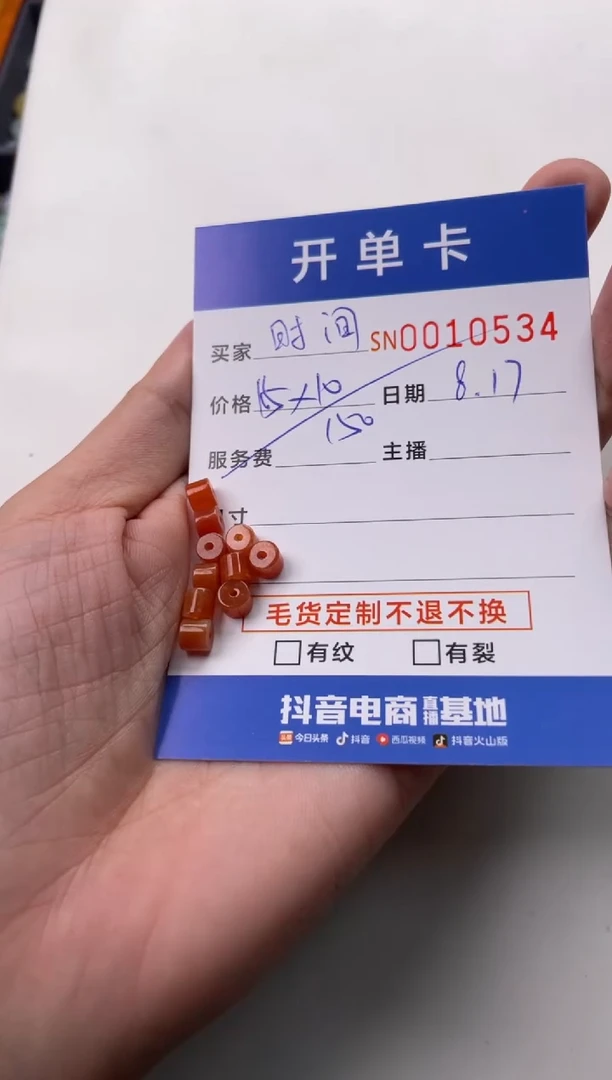 开单卡
买家 时间 SN0010534
价格 15×10 日期 8.17
150
服务费 主播
寸
毛货定制不退不换
有纹 有裂
抖音电商直播基地
头条 今日头条 抖音 西瓜视频 抖音火山版